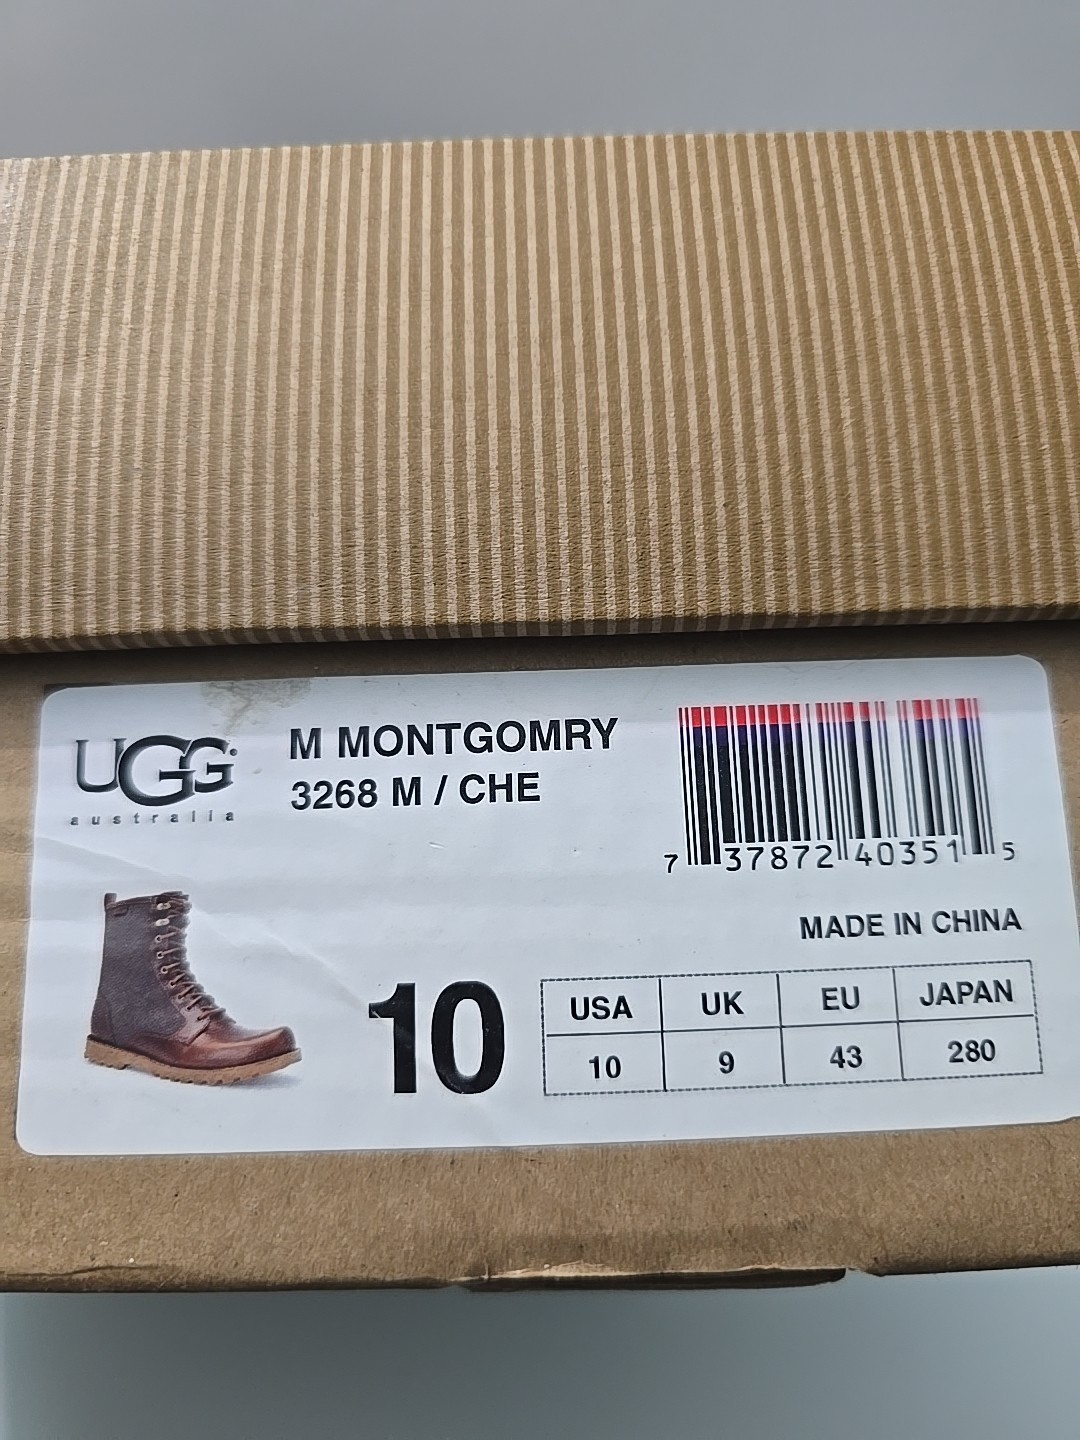 UGG
australia
M MONTGOMRY
3268 M / CHE
7 37872 40351 5
MADE IN CHINA
10
USA UK EU JAPAN
10 9 43 280